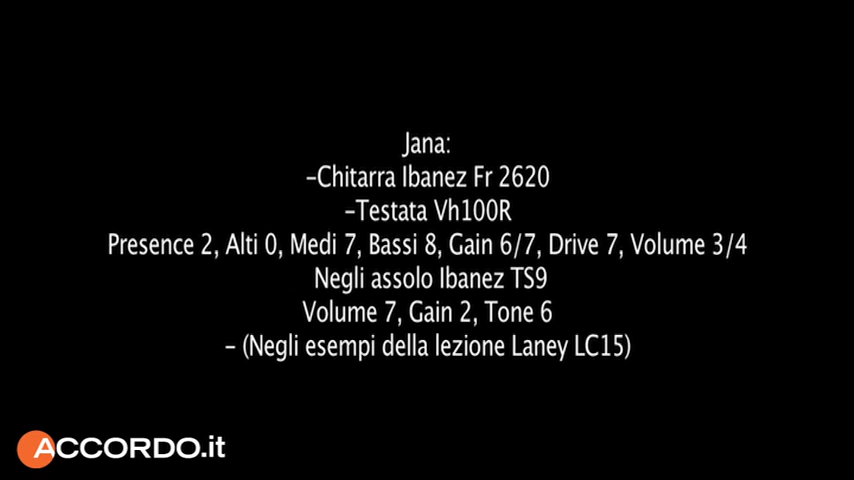 Jana:
-Chitarra Ibanez Fr 2620
-Testata Vh100R
Presence 2, Alti 0, Medi 7, Bassi 8, Gain 6/7, Drive 7, Volume 3/4
Negli assolo Ibanez TS9
Volume 7, Gain 2, Tone 6
- (Negli esempi della lezione Laney LC15)
ACCORDO.it